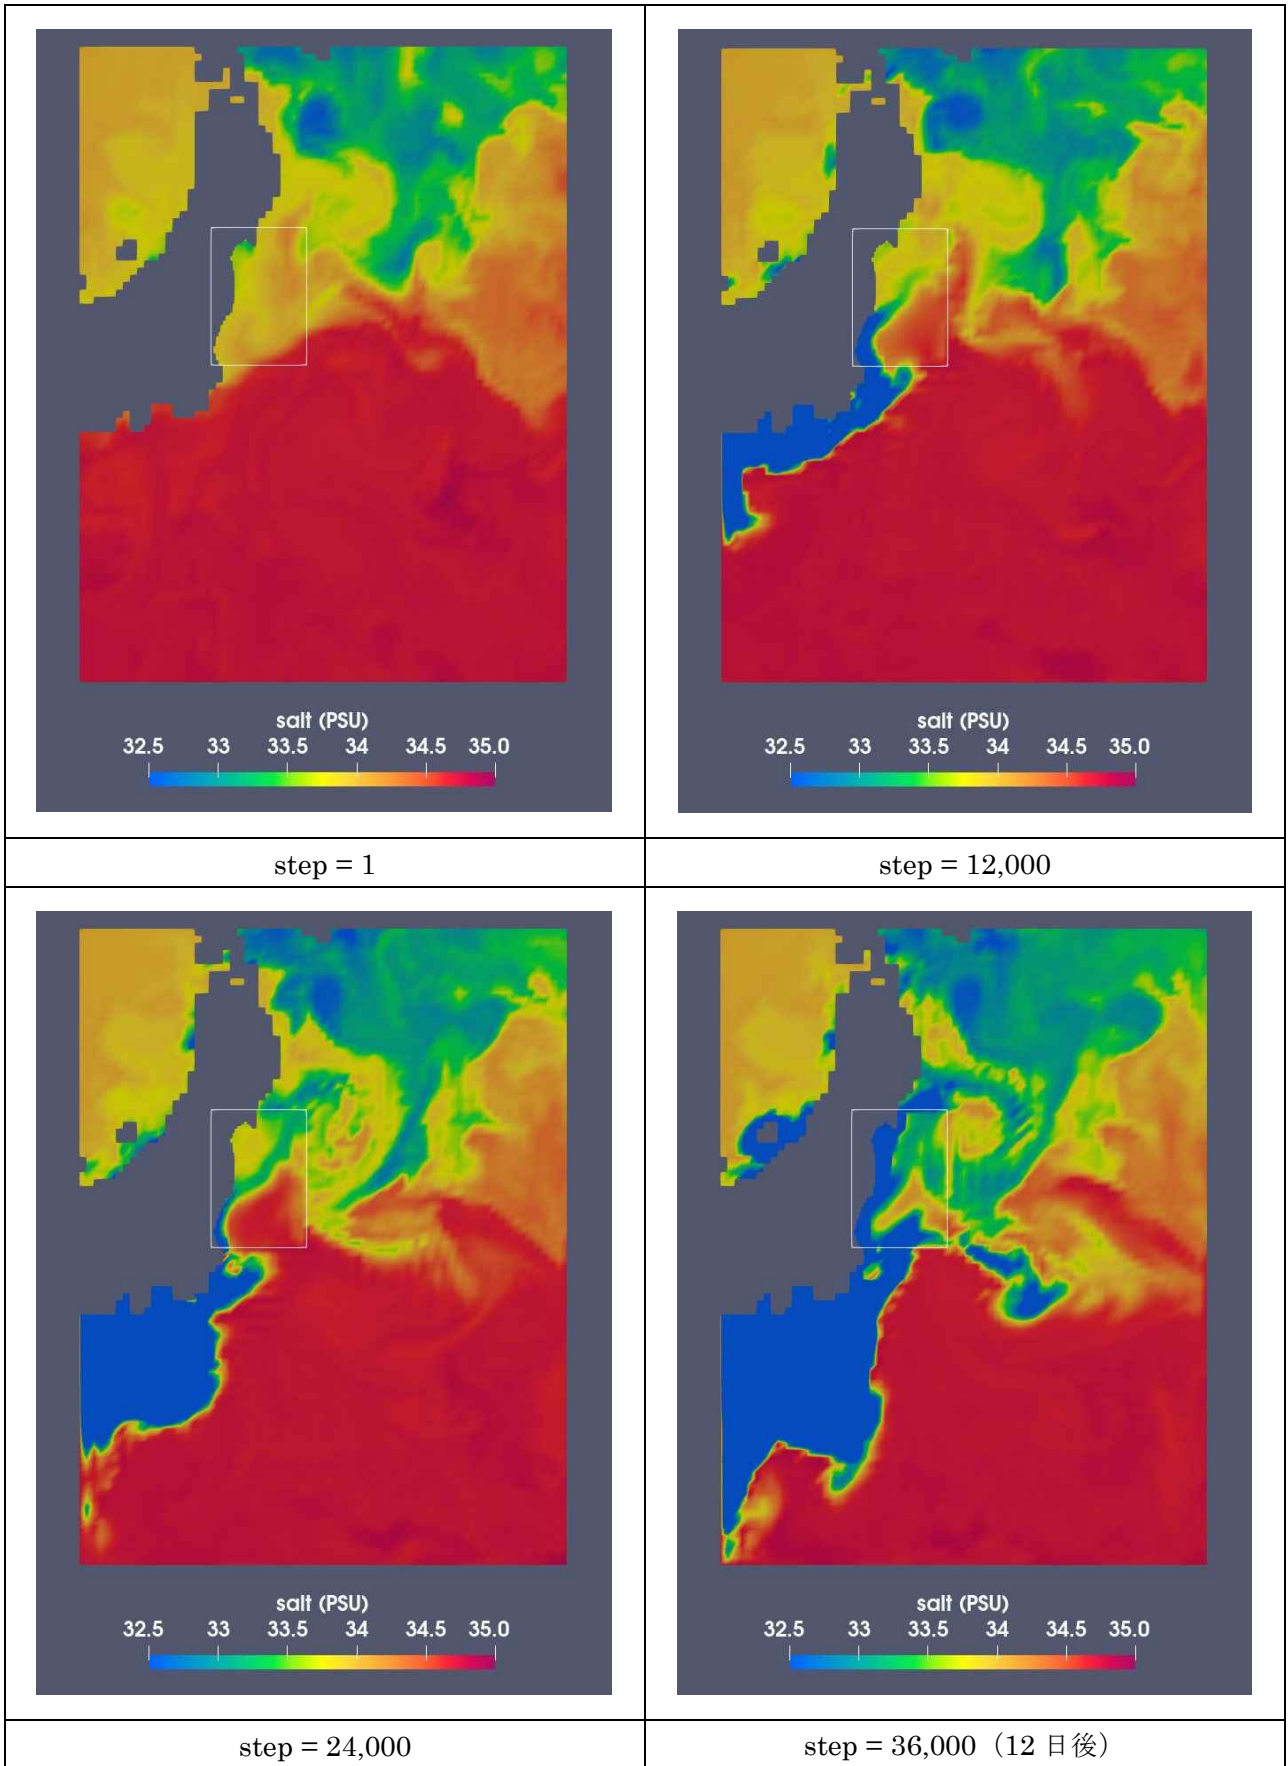 salt (PSU)
32.5 33 33.5 34 34.5 35.0
salt (PSU)
32.5 33 33.5 34 34.5 35.0
step = 1
step = 12,000
salt (PSU)
32.5 33 33.5 34 34.5 35.0
salt (PSU)
32.5 33 33.5 34 34.5 35.0
step = 24,000
step = 36,000（12 日後）